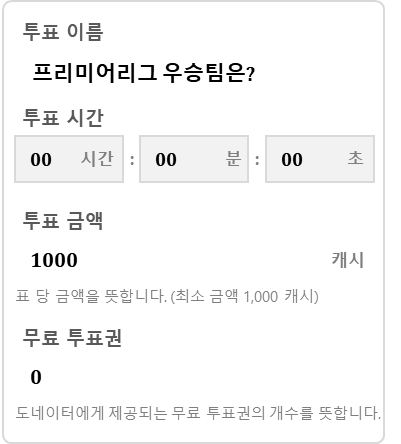 투표 이름
프리미어리그 우승팀은?
투표 시간
00 시간 : 00 분 : 00 초
투표 금액
1000 캐시
표 당 금액을 뜻합니다. (최소 금액 1,000 캐시)
무료 투표권
0
도네이터에게 제공되는 무료 투표권의 개수를 뜻합니다.